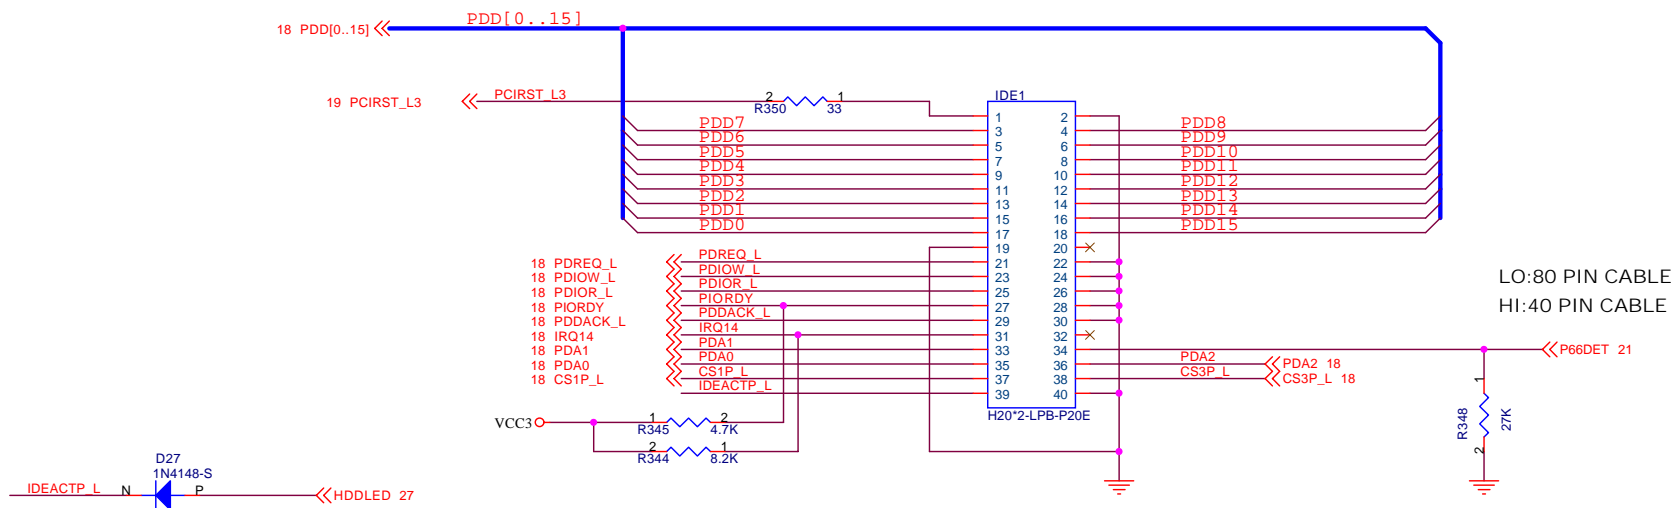 PDD[0..15]
18 PDD[0..15]
19 PCIRST_L3
PCIRST_L3
2 1
R350 33
IDE1
1 2
PDD7 3 4 PDD8
PDD6 5 6 PDD9
PDD5 7 8 PDD10
PDD4 9 10 PDD11
PDD3 11 12 PDD12
PDD2 13 14 PDD13
PDD1 15 16 PDD14
PDD0 17 18 PDD15
19 20
18 PDREQ_L PDREQ_L 21 22
18 PDIOW_L PDIOW_L 23 24
18 PDIOR_L PDIOR_L 25 26
18 PIORDY PIORDY 27 28
18 PDDACK_L PDDACK_L 29 30
18 IRQ14 IRQ14 31 32
18 PDA1 PDA1 33 34
18 PDA0 PDA0 35 36 PDA2 PDA2 18
18 CS1P_L CS1P_L 37 38 CS3P_L CS3P_L 18
IDEACTP_L 39 40
H20*2-LPB-P20E
LO:80 PIN CABLE
HI:40 PIN CABLE
P66DET 21
1
R348 27K
2
VCC3
1 2
R345 4.7K
2 1
R344 8.2K
D27
1N4148-S
IDEACTP_L N P HDDLED 27